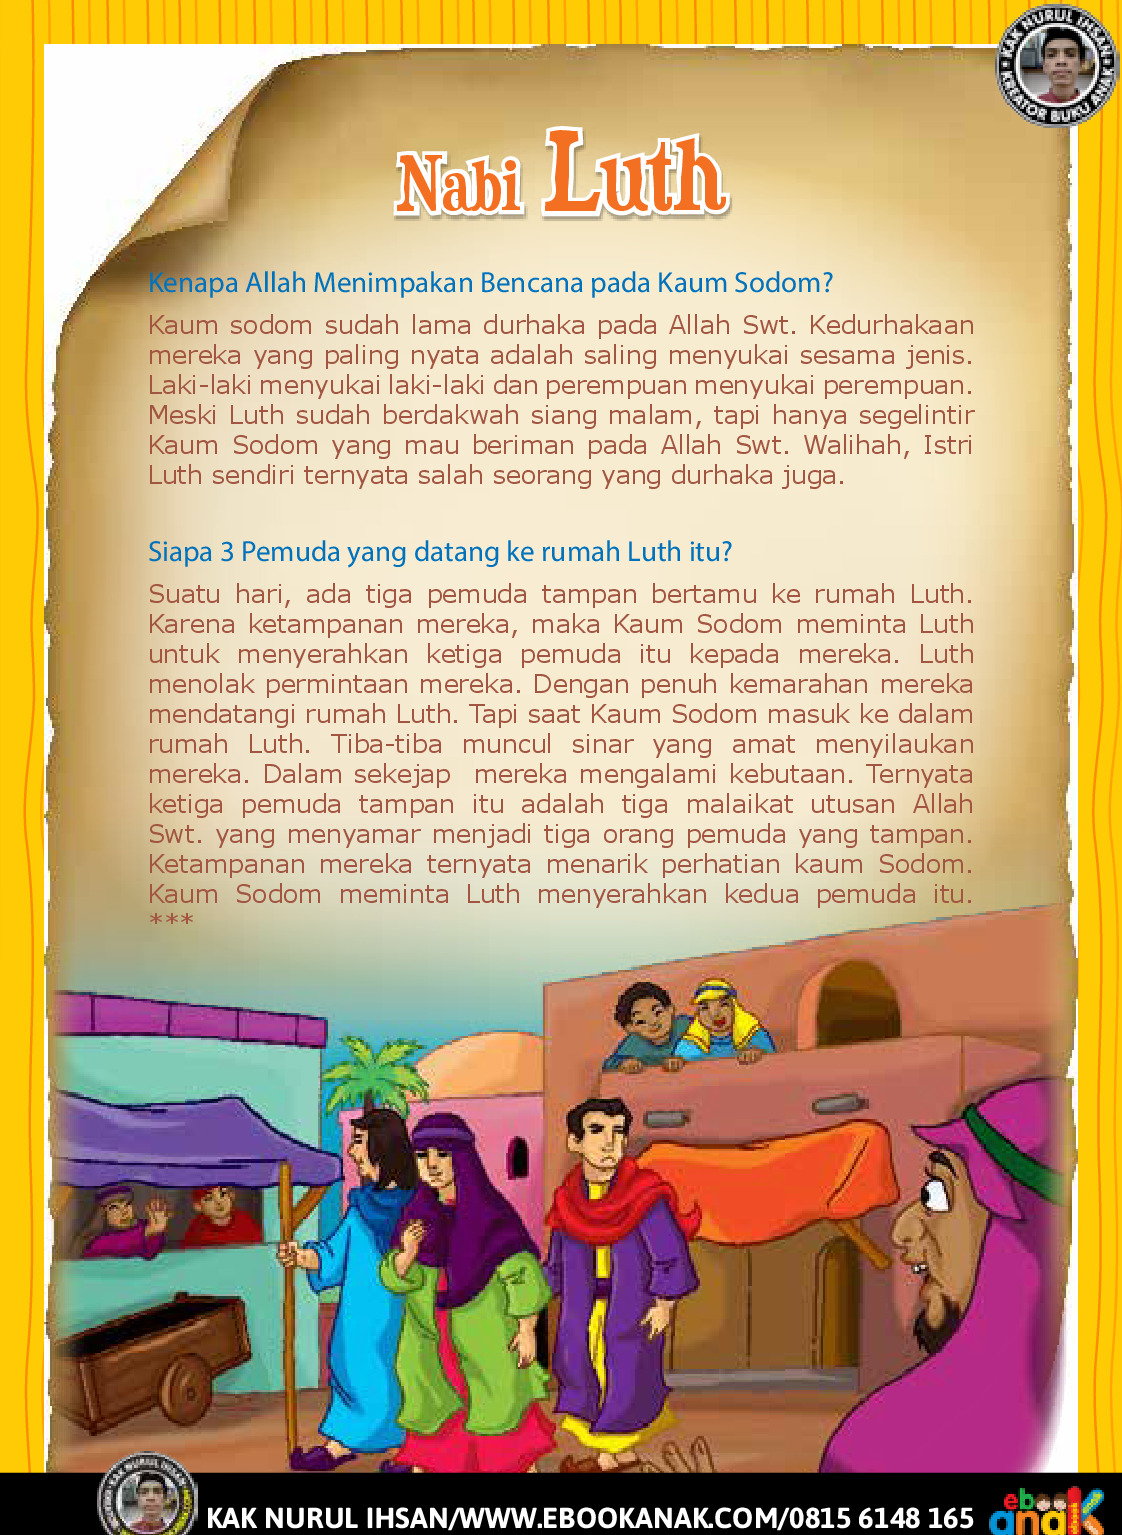 KAK NURUL IHSAN
KREATOR BUKU ANAK
Nabi Luth
Kenapa Allah Menimpakan Bencana pada Kaum Sodom?
Kaum sodom sudah lama durhaka pada Allah Swt. Kedurhakaan
mereka yang paling nyata adalah saling menyukai sesama jenis.
Laki-laki menyukai laki-laki dan perempuan menyukai perempuan.
Meski Luth sudah berdakwah siang malam, tapi hanya segelintir
Kaum Sodom yang mau beriman pada Allah Swt. Walihah, Istri
Luth sendiri ternyata salah seorang yang durhaka juga.
Siapa 3 Pemuda yang datang ke rumah Luth itu?
Suatu hari, ada tiga pemuda tampan bertamu ke rumah Luth.
Karena ketampanan mereka, maka Kaum Sodom meminta Luth
untuk menyerahkan ketiga pemuda itu kepada mereka. Luth
menolak permintaan mereka. Dengan penuh kemarahan mereka
mendatangi rumah Luth. Tapi saat Kaum Sodom masuk ke dalam
rumah Luth. Tiba-tiba muncul sinar yang amat menyilaukan
mereka. Dalam sekejap  mereka mengalami kebutaan. Ternyata
ketiga pemuda tampan itu adalah tiga malaikat utusan Allah
Swt. yang menyamar menjadi tiga orang pemuda yang tampan.
Ketampanan mereka ternyata menarik perhatian kaum Sodom.
Kaum Sodom meminta Luth menyerahkan kedua pemuda itu.
***
KAK NURUL IHSAN
KAK NURUL IHSAN/WWW.EBOOKANAK.COM/0815 6148 165
ebook
anak